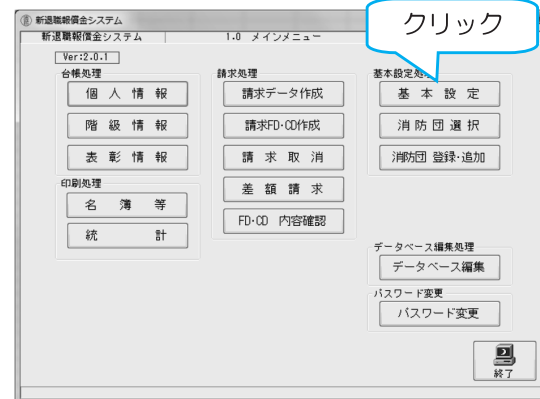 新退職報償金システム
クリック
新退職報償金システム
1.0 メインメニュー
Ver:2.0.1
台帳処理
個人情報
階級情報
表彰情報
印刷処理
名簿等
統計
請求処理
請求データ作成
請求FD・CD作成
請求取消
差額請求
FD・CD 内容確認
基本設定処理
基本設定
消防団選択
消防団 登録・追加
データベース編集処理
データベース編集
パスワード変更
パスワード変更
終了